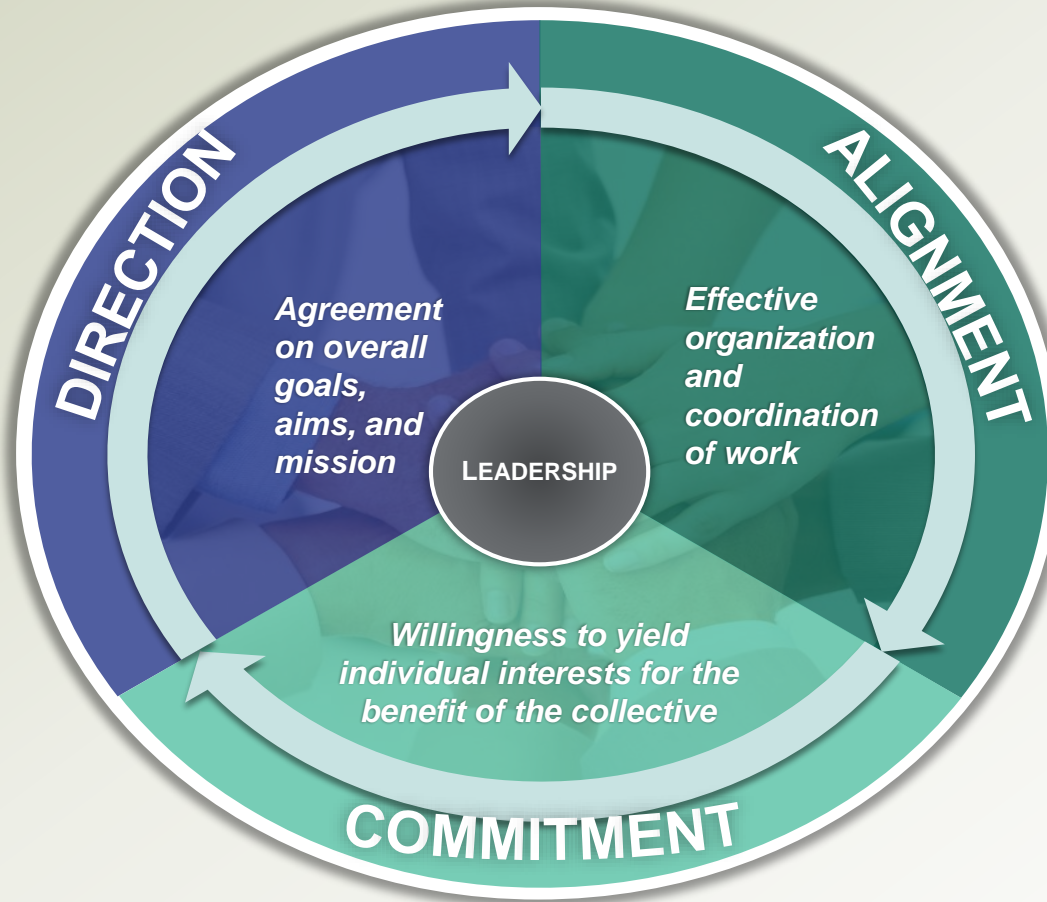 DIRECTION
Agreement
on overall
goals,
aims, and
mission
ALIGNMENT
Effective
organization
and
coordination
of work
LEADERSHIP
Willingness to yield
individual interests for the
benefit of the collective
COMMITMENT